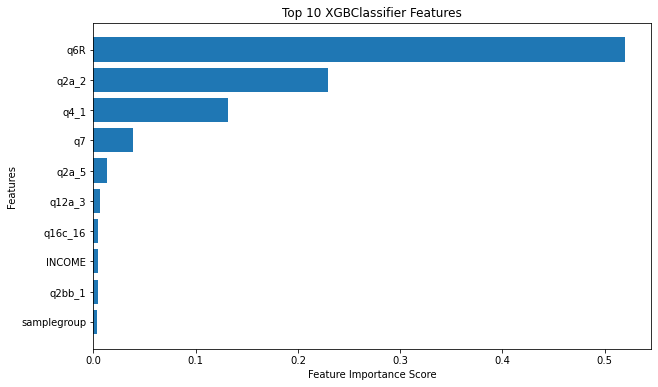 Top 10 XGBClassifier Features
q6R
q2a_2
q4_1
q7
q2a_5
q12a_3
q16c_16
INCOME
q2bb_1
samplegroup
Features
0.0 0.1 0.2 0.3 0.4 0.5
Feature Importance Score